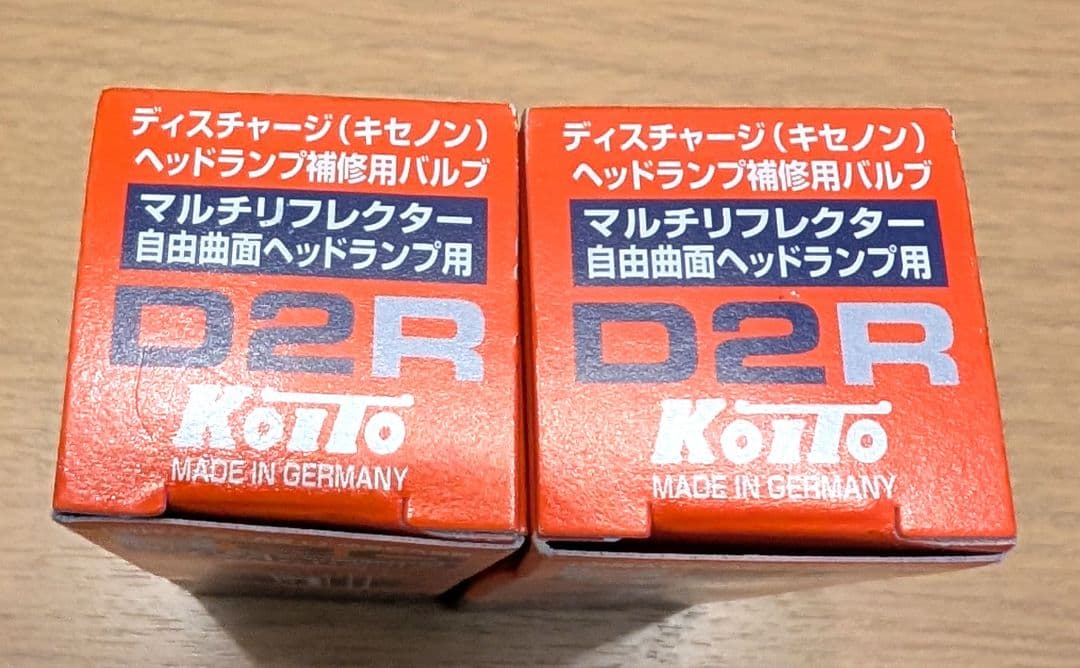 ディスチャージ(キセノン)
ヘッドランプ補修用バルブ
マルチリフレクター
自由曲面ヘッドランプ用
D2R
KoiTo
MADE IN GERMANY
ディスチャージ(キセノン)
ヘッドランプ補修用バルブ
マルチリフレクター
自由曲面ヘッドランプ用
D2R
KoiTo
MADE IN GERMANY